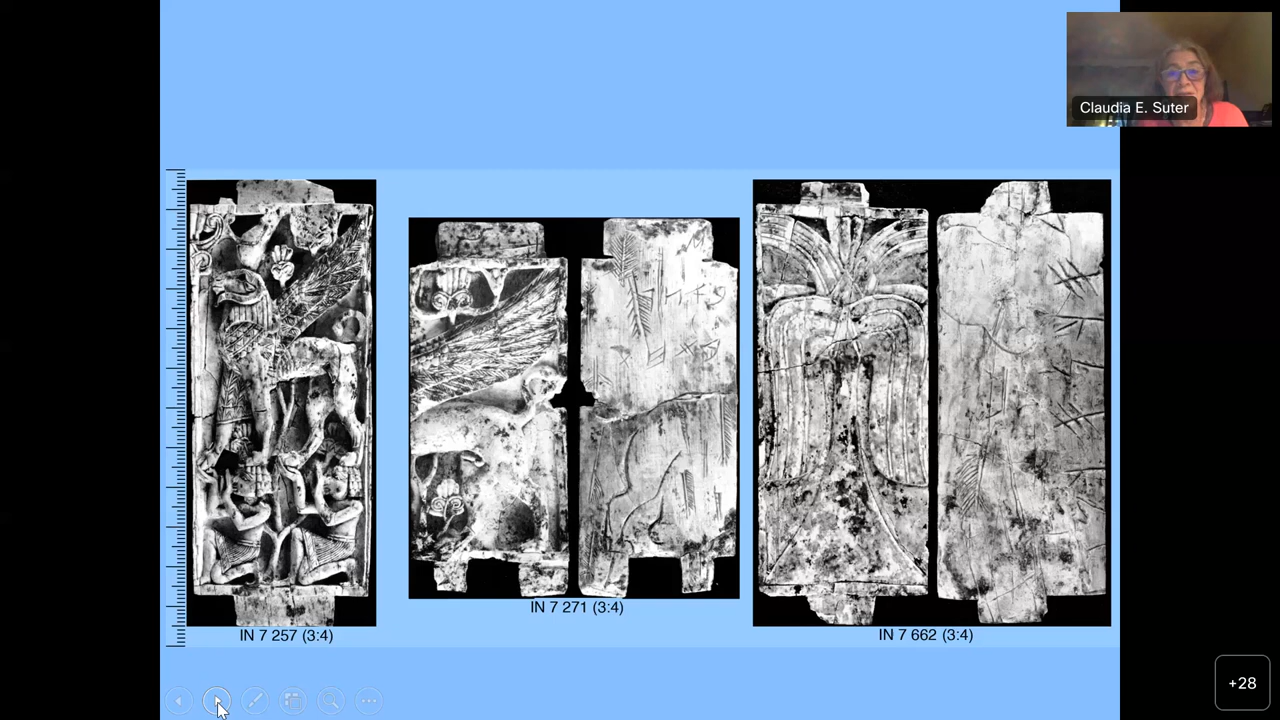 Claudia E. Suter
IN 7 257 (3:4)
IN 7 271 (3:4)
IN 7 662 (3:4)
+28